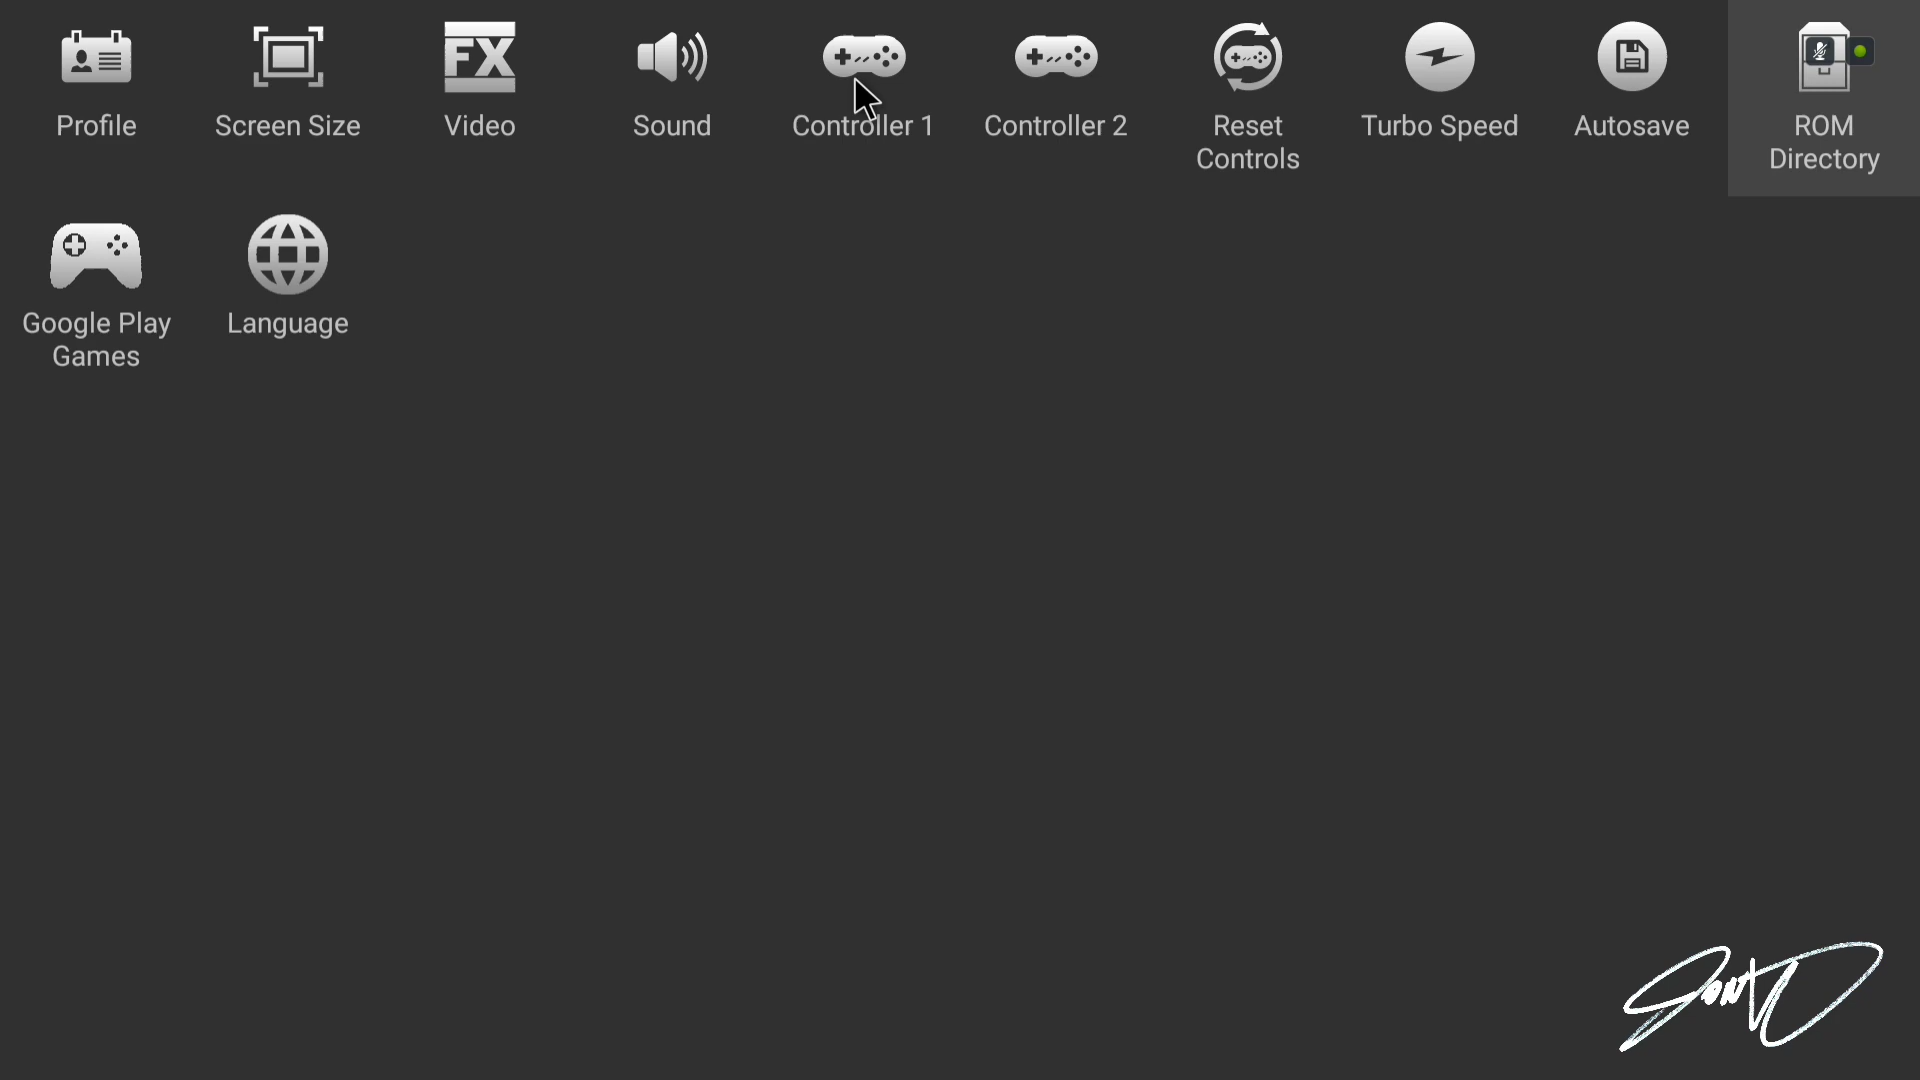 FX
Profile
Screen Size
Video
Sound
Controller 1
Controller 2
Reset
Controls
Turbo Speed
Autosave
ROM
Directory
Google Play
Games
Language